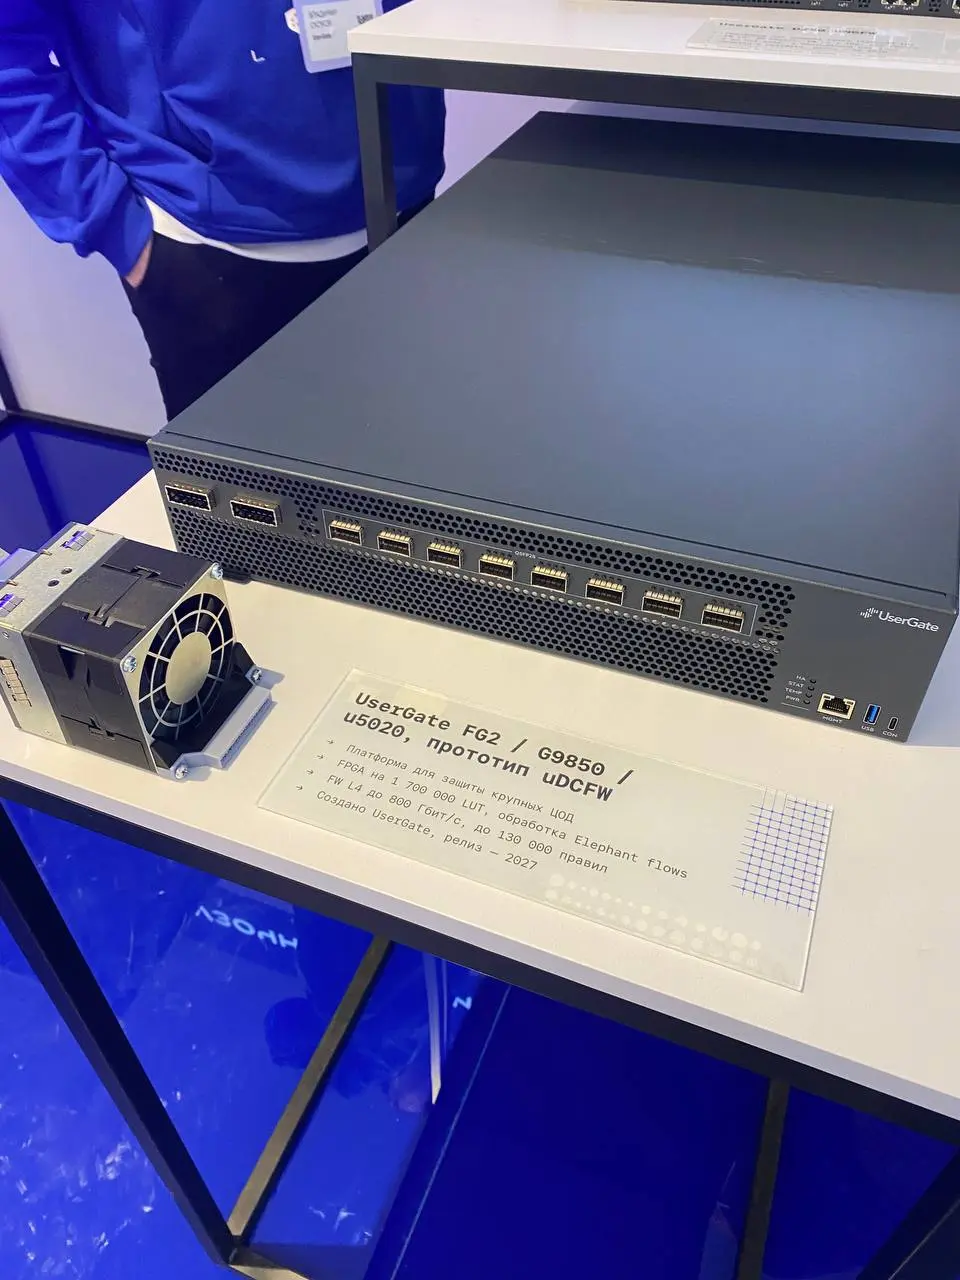 UserGate
QSFP28
UserGate
HA
STAT
TEMP
PWR
MGMT
USB
CON
UserGate FG2 / G9850 /
u5020, прототип uDCFW
→ Платформа для защиты крупных ЦОД
→ FPGA на 1 700 000 LUT, обработка Elephant flows
→ FW L4 до 800 Гбит/с, до 130 000 правил
→ Создано UserGate, релиз — 2027